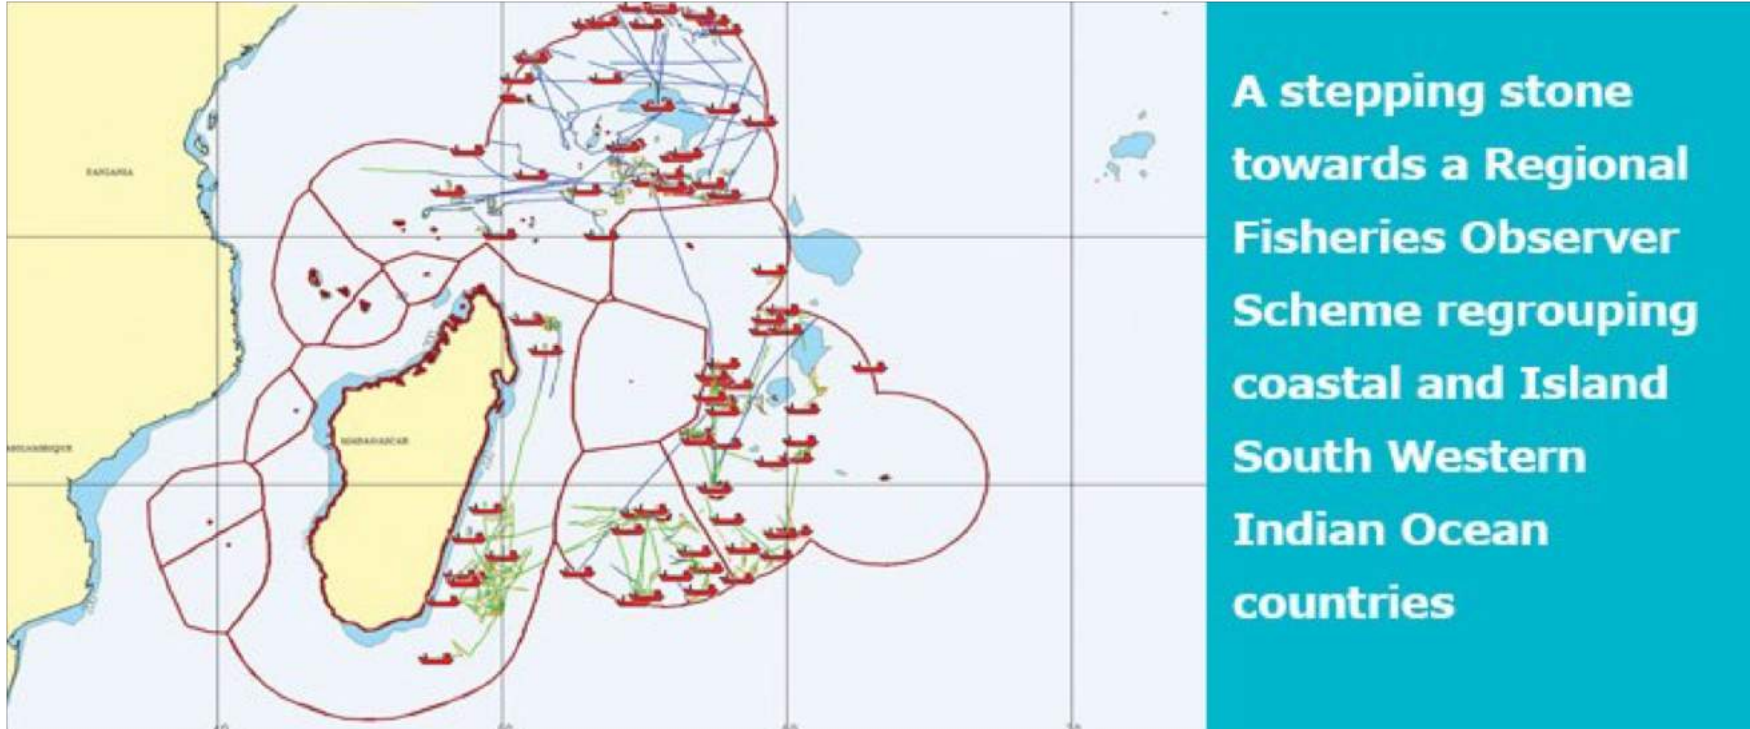 TANZANIA
MADAGASCAR
A stepping stone
towards a Regional
Fisheries Observer
Scheme regrouping
coastal and Island
South Western
Indian Ocean
countries